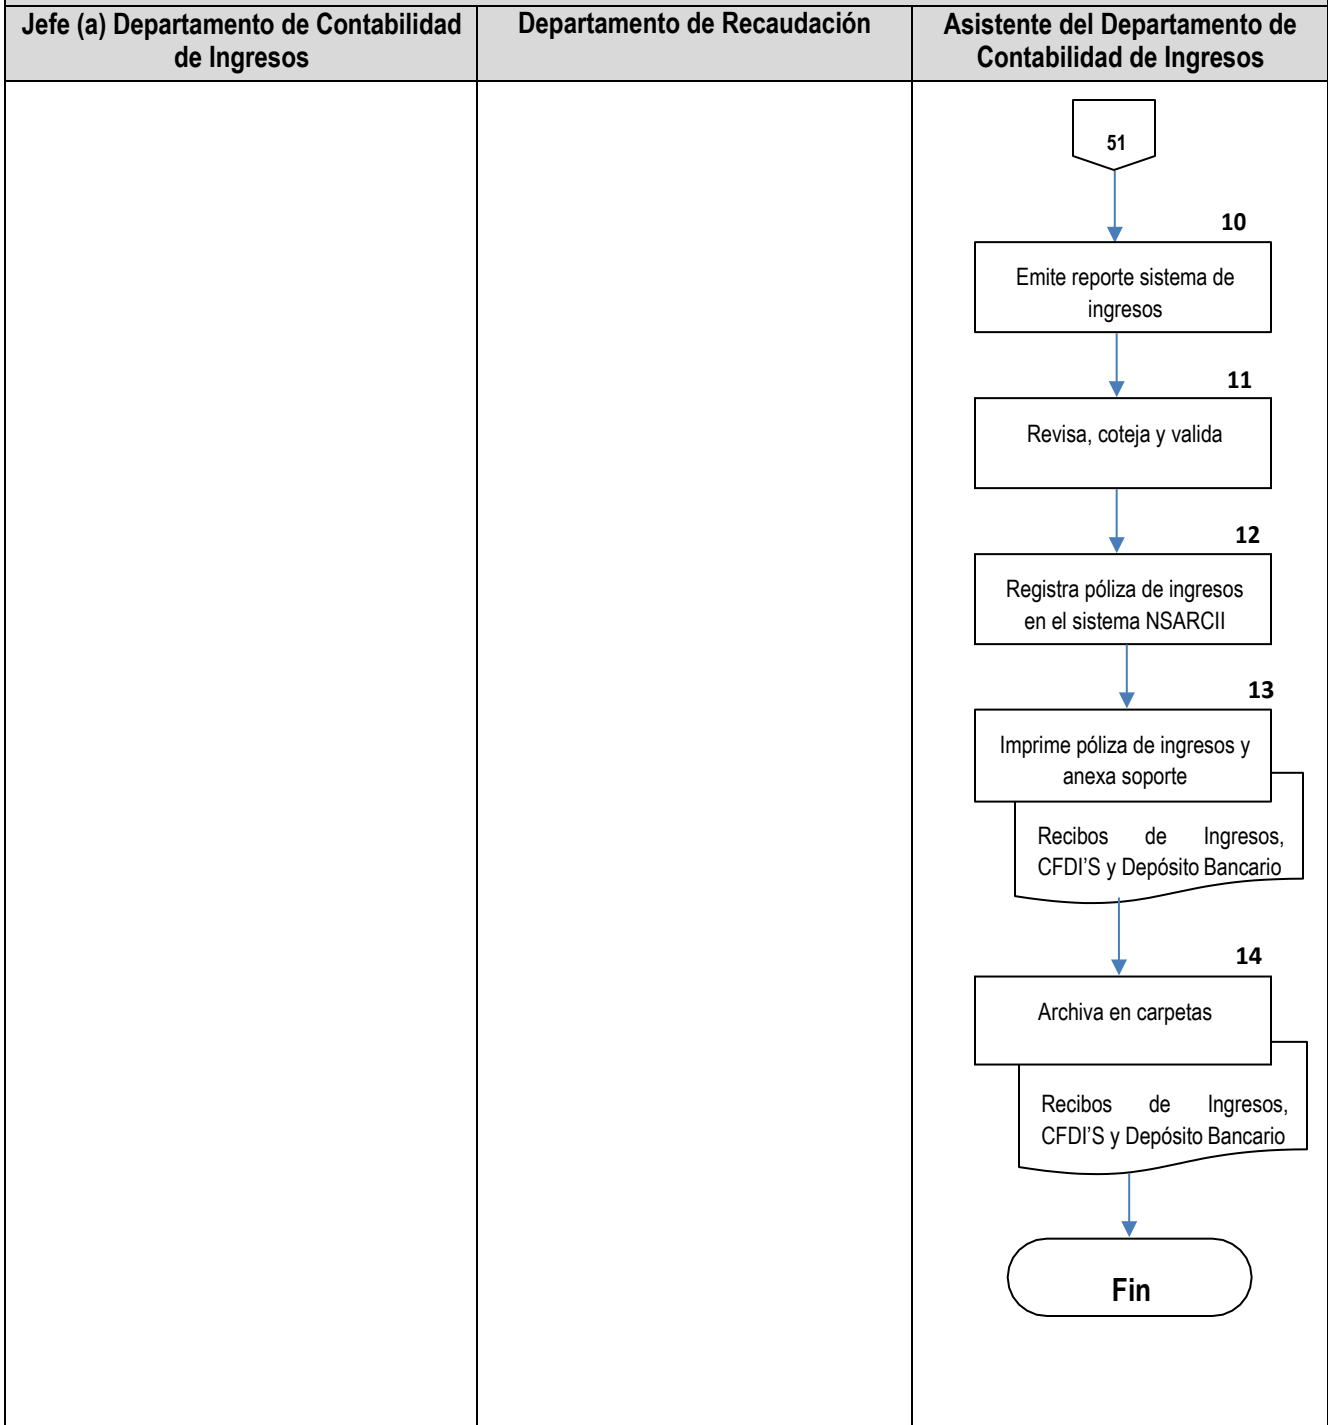 Jefe (a) Departamento de Contabilidad
de Ingresos
Departamento de Recaudación
Asistente del Departamento de
Contabilidad de Ingresos
51
10
Emite reporte sistema de
ingresos
11
Revisa, coteja y valida
12
Registra póliza de ingresos
en el sistema NSARCII
13
Imprime póliza de ingresos y
anexa soporte
Recibos de Ingresos,
CFDI'S y Depósito Bancario
14
Archiva en carpetas
Recibos de Ingresos,
CFDI'S y Depósito Bancario
Fin